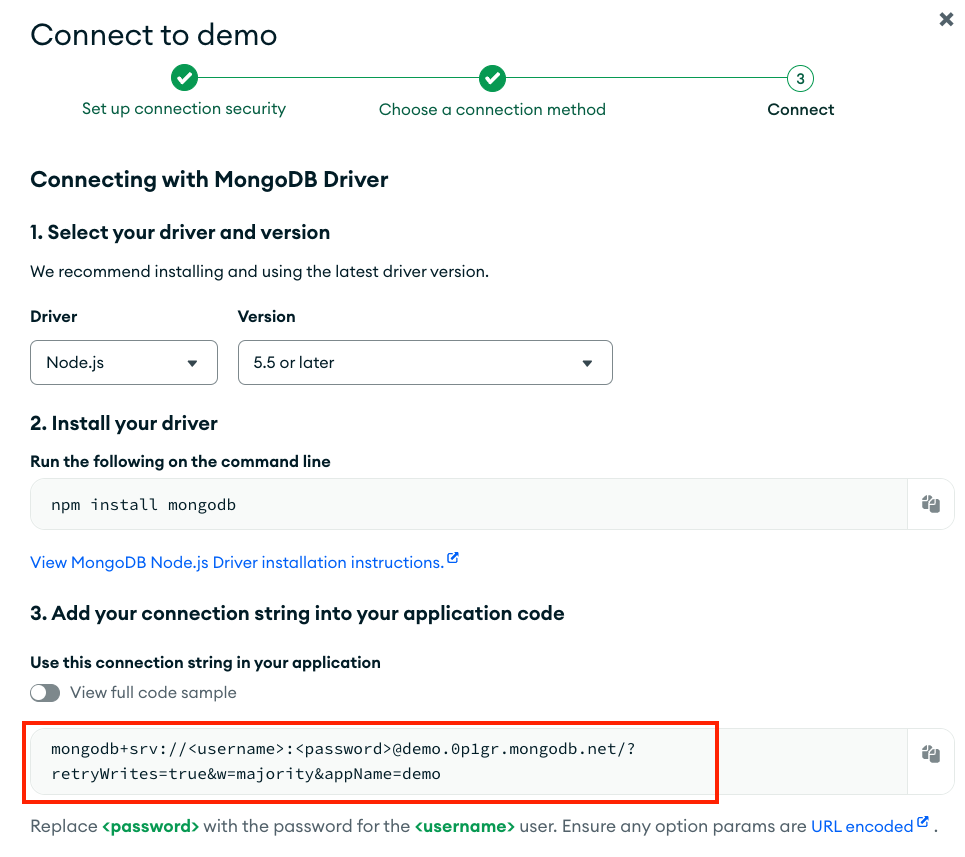 Connect to demo
Set up connection security
Choose a connection method
3
Connect
Connecting with MongoDB Driver
1. Select your driver and version
We recommend installing and using the latest driver version.
Driver
Version
Node.js
5.5 or later
2. Install your driver
Run the following on the command line
npm install mongodb
View MongoDB Node.js Driver installation instructions.
3. Add your connection string into your application code
Use this connection string in your application
View full code sample
mongodb+srv://<username>:<password>@demo.0p1gr.mongodb.net/?
retryWrites=true&w=majority&appName=demo
Replace <password> with the password for the <username> user. Ensure any option params are URL encoded .